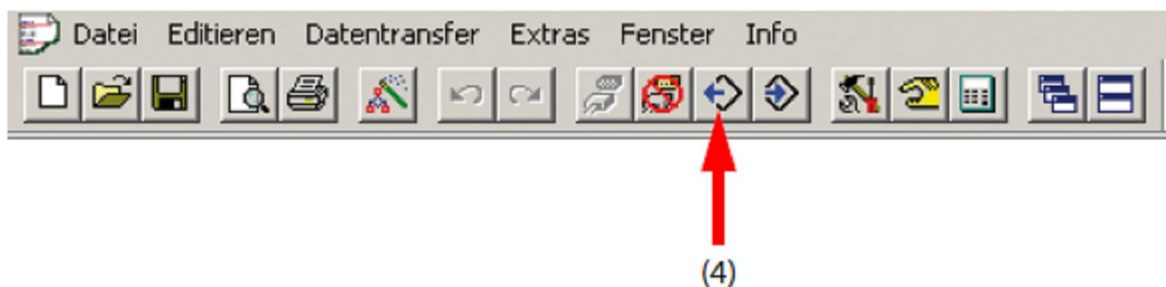 Datei Editieren Datentransfer Extras Fenster Info
(4)